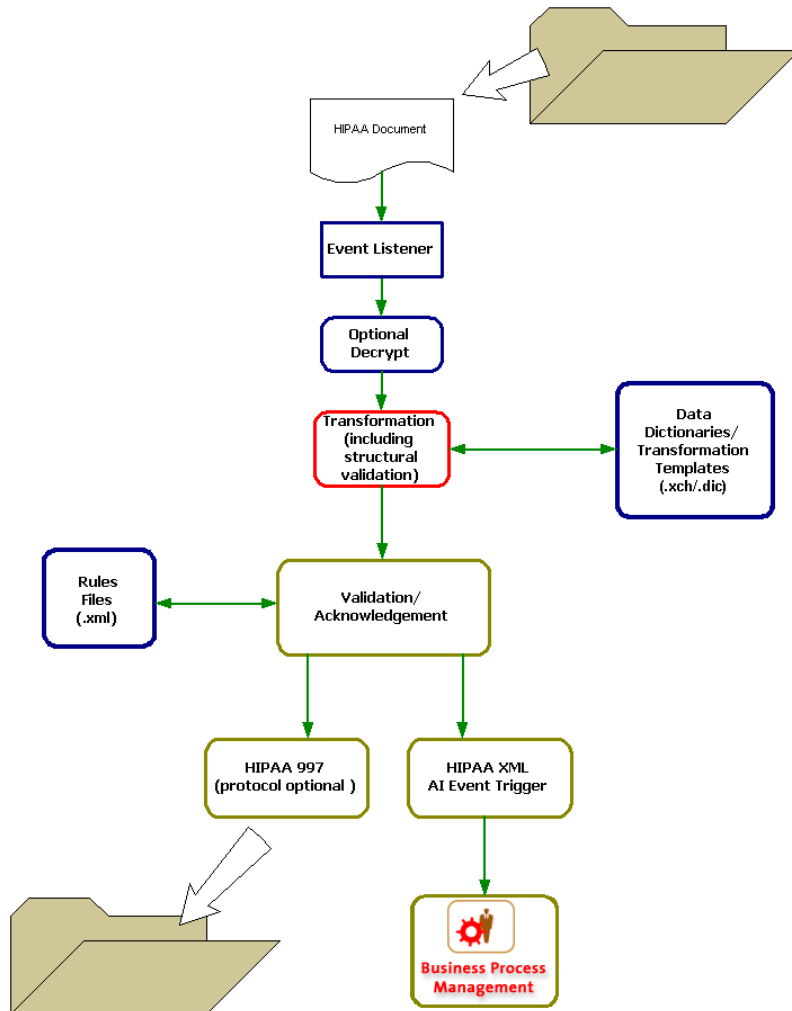 HIPAA Document
Event Listener
Optional
Decrypt
Transformation
(including
structural
validation)
Data
Dictionaries/
Transformation
Templates
(.xch/.dic)
Rules
Files
(.xml)
Validation/
Acknowledgement
HIPAA 997
(protocol optional )
HIPAA XML
AI Event Trigger
Business Process
Management